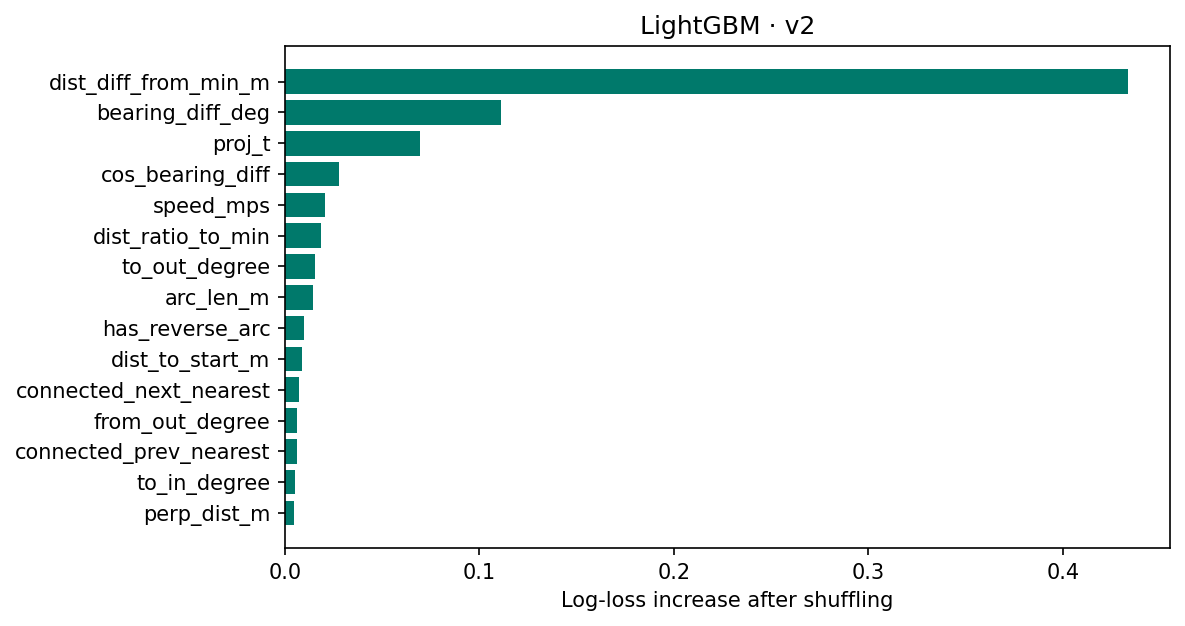 LightGBM · v2
dist_diff_from_min_m
bearing_diff_deg
proj_t
cos_bearing_diff
speed_mps
dist_ratio_to_min
to_out_degree
arc_len_m
has_reverse_arc
dist_to_start_m
connected_next_nearest
from_out_degree
connected_prev_nearest
to_in_degree
perp_dist_m
0.0 0.1 0.2 0.3 0.4
Log-loss increase after shuffling